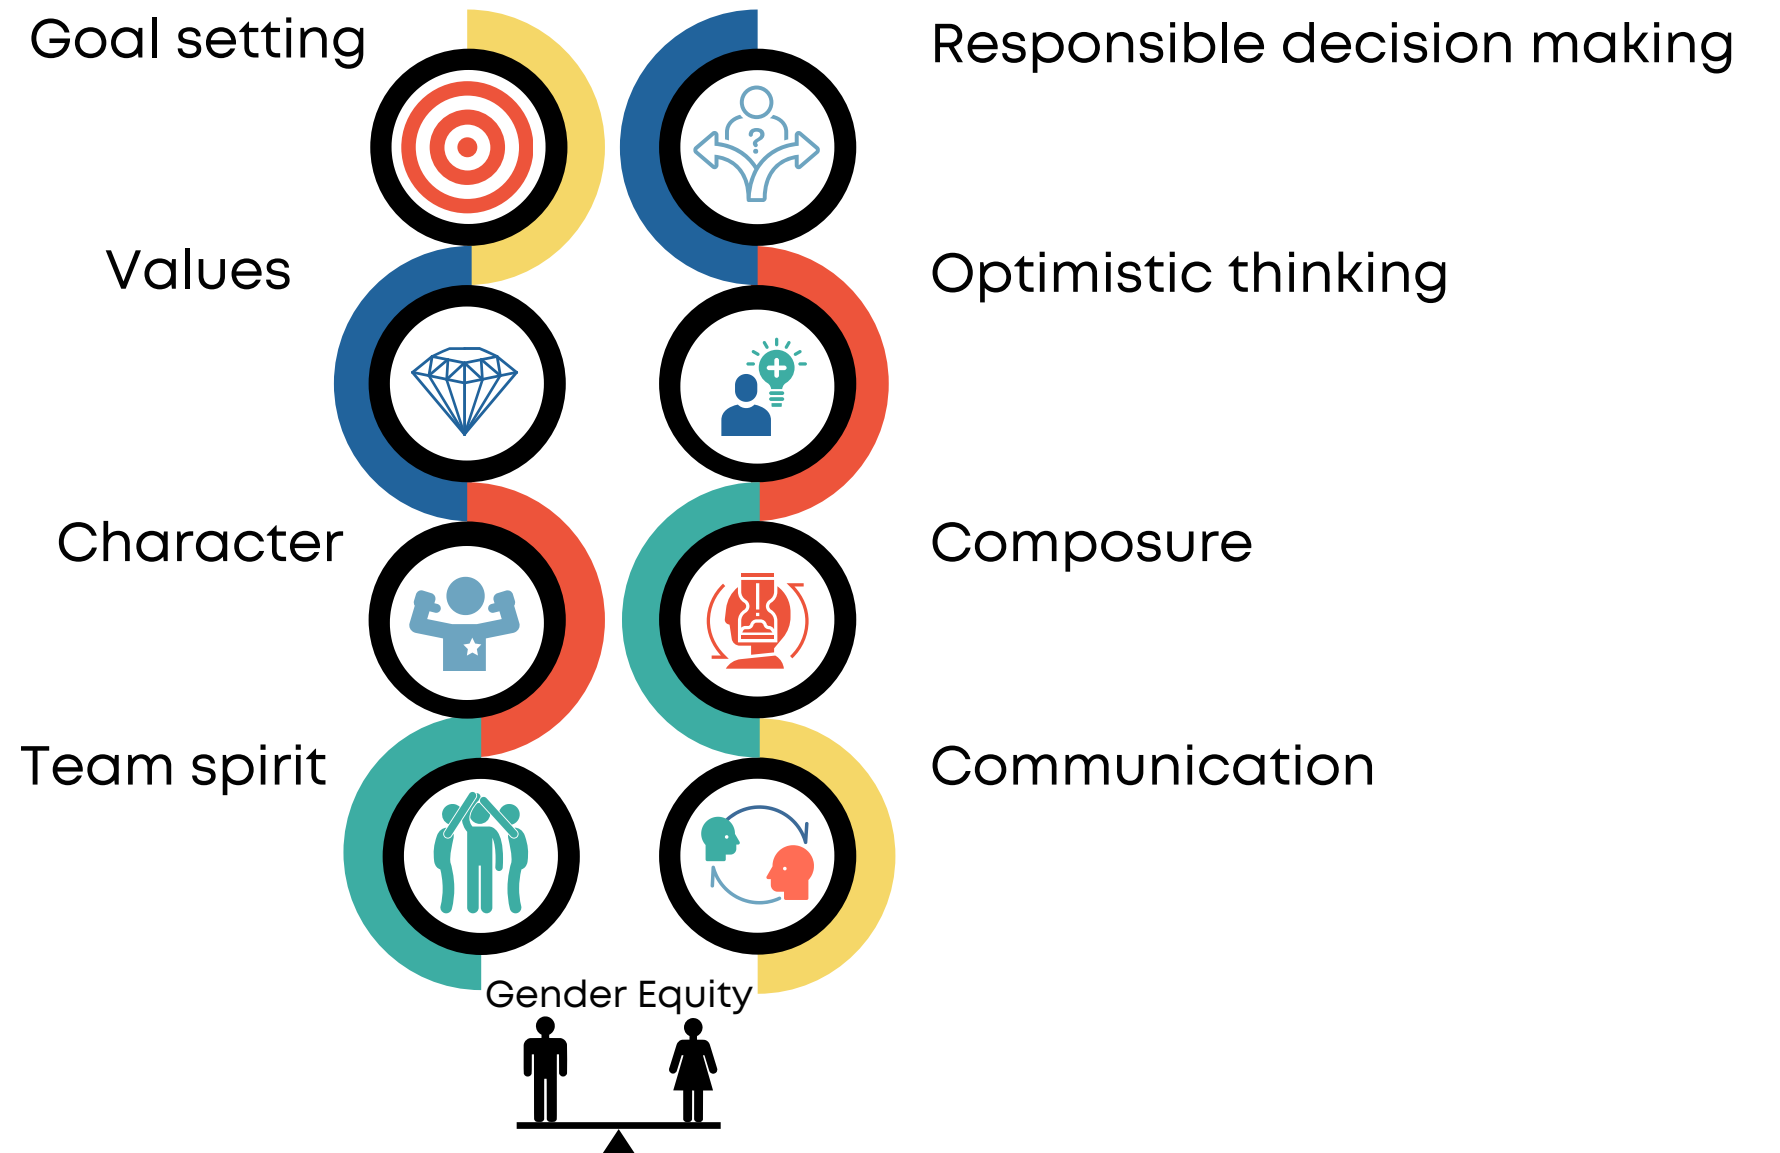 Goal setting
Responsible decision making
Values
Optimistic thinking
Character
Composure
Team spirit
Communication
Gender Equity
?